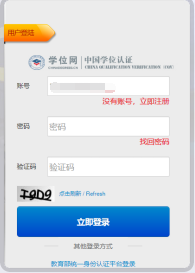 用户登陆
学位网 中国学位认证
CHINA QUALIFICATION VERIFICATION (CQV)
账号
没有账号，立即注册
密码 密码
找回密码
验证码 验证码
点击刷新 / Refresh
立即登录
其他登录方式
教育部统一身份认证平台登录